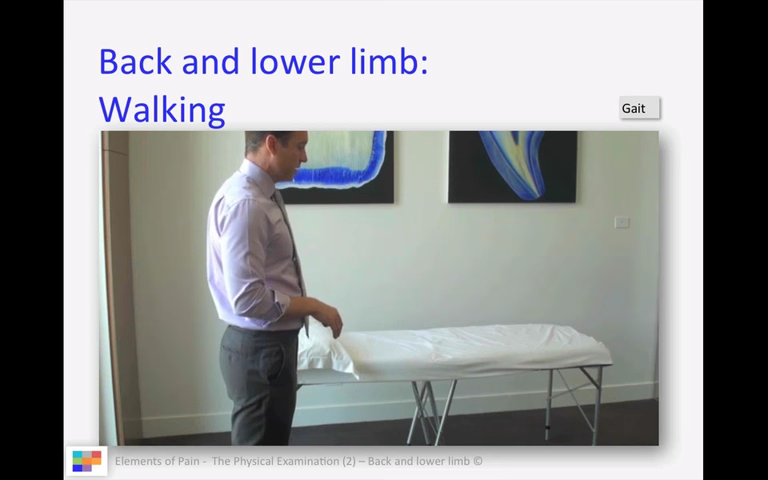 Back and lower limb:
Walking
Gait
Elements of Pain - The Physical Examination (2) – Back and lower limb ©